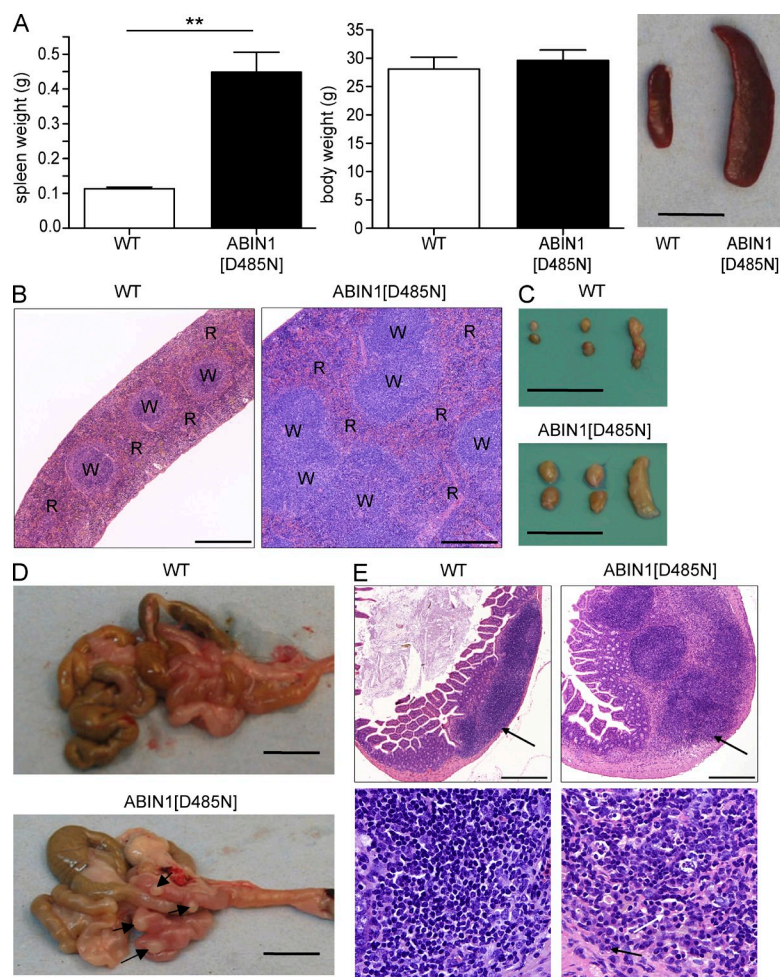 A
**
spleen weight (g)
0.5
0.4
0.3
0.2
0.1
0.0
WT
ABIN1
[D485N]
body weight (g)
35
30
25
20
15
10
5
0
WT
ABIN1
[D485N]
WT
ABIN1
[D485N]
B
WT
R
W
R
W
R
W
R
R
ABIN1[D485N]
W
R
R
W
W
R
W
W
W
R
C
WT
ABIN1[D485N]
D
WT
ABIN1[D485N]
E
WT
ABIN1[D485N]